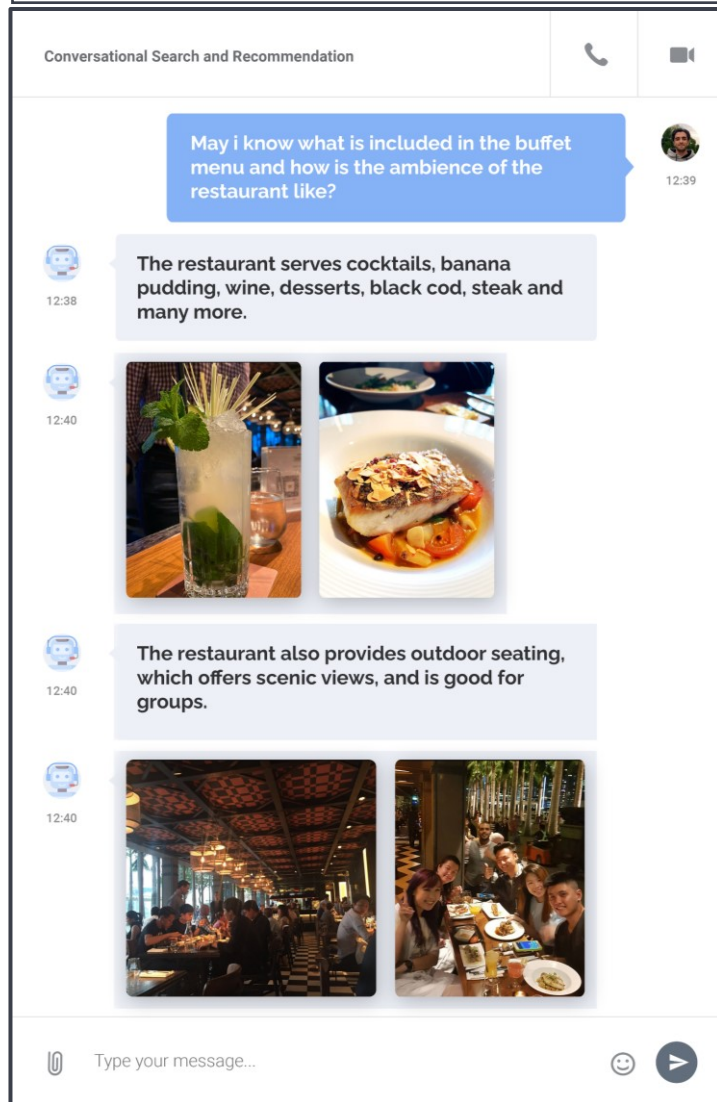 Conversational Search and Recommendation
May i know what is included in the buffet
menu and how is the ambience of the
restaurant like?
12:39
The restaurant serves cocktails, banana
pudding, wine, desserts, black cod, steak and
many more.
12:38
12:40
The restaurant also provides outdoor seating,
which offers scenic views, and is good for
groups.
12:40
12:40
Type your message...